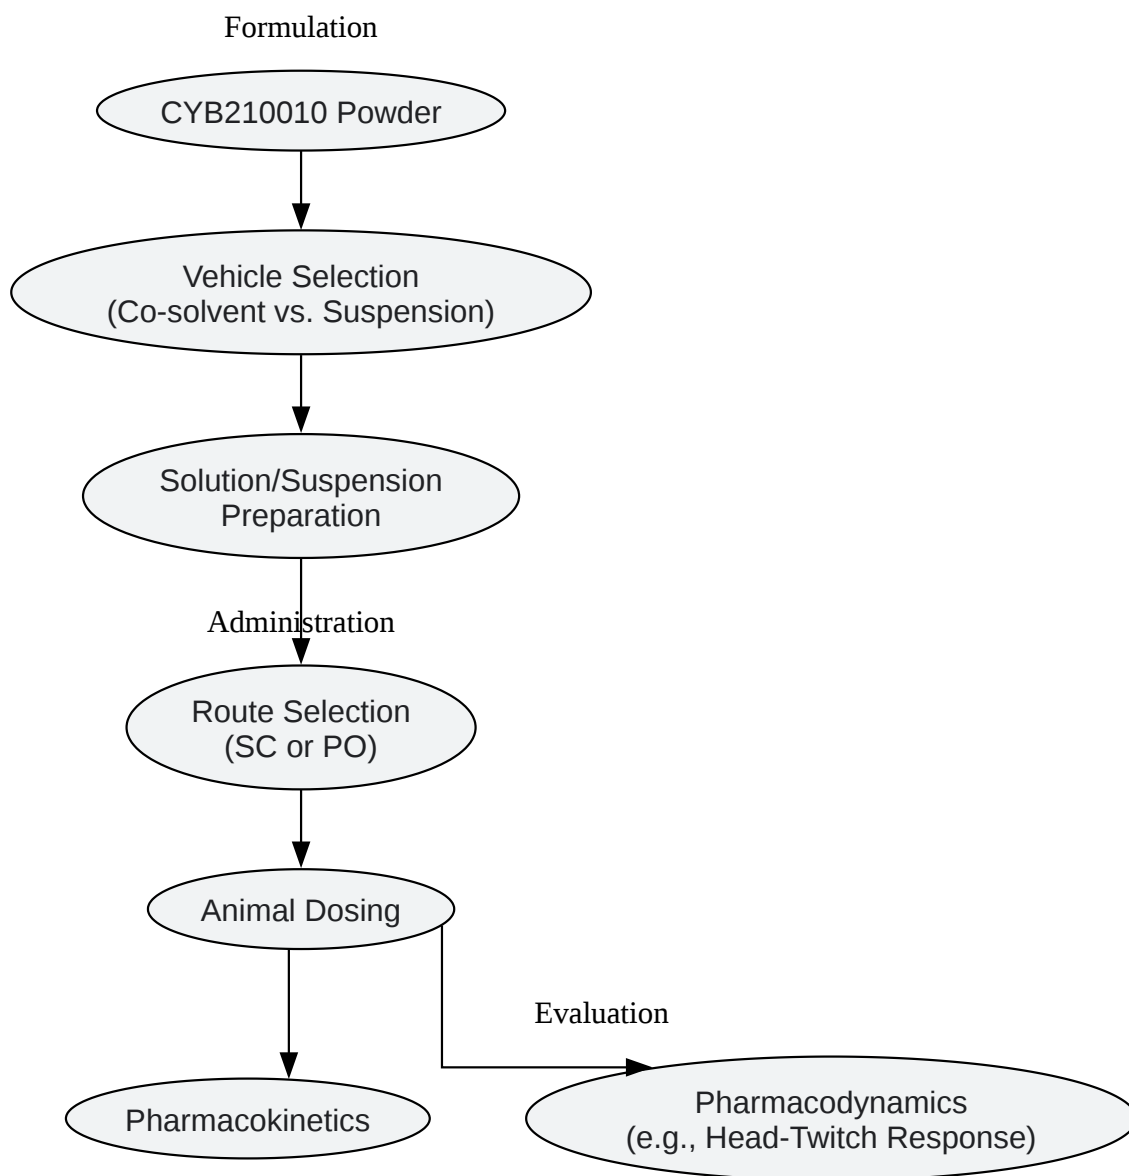 Formulation
CYB210010 Powder
Vehicle Selection
(Co-solvent vs. Suspension)
Solution/Suspension
Preparation
Administration
Route Selection
(SC or PO)
Animal Dosing
Evaluation
Pharmacokinetics
Pharmacodynamics
(e.g., Head-Twitch Response)